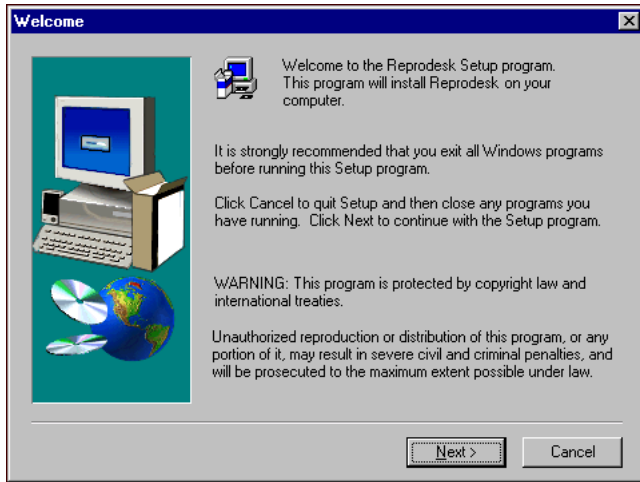 Welcome
Welcome to the Reprodesk Setup program.
This program will install Reprodesk on your
computer.
It is strongly recommended that you exit all Windows programs
before running this Setup program.
Click Cancel to quit Setup and then close any programs you
have running. Click Next to continue with the Setup program.
WARNING: This program is protected by copyright law and
international treaties.
Unauthorized reproduction or distribution of this program, or any
portion of it, may result in severe civil and criminal penalties, and
will be prosecuted to the maximum extent possible under law.
Next >
Cancel